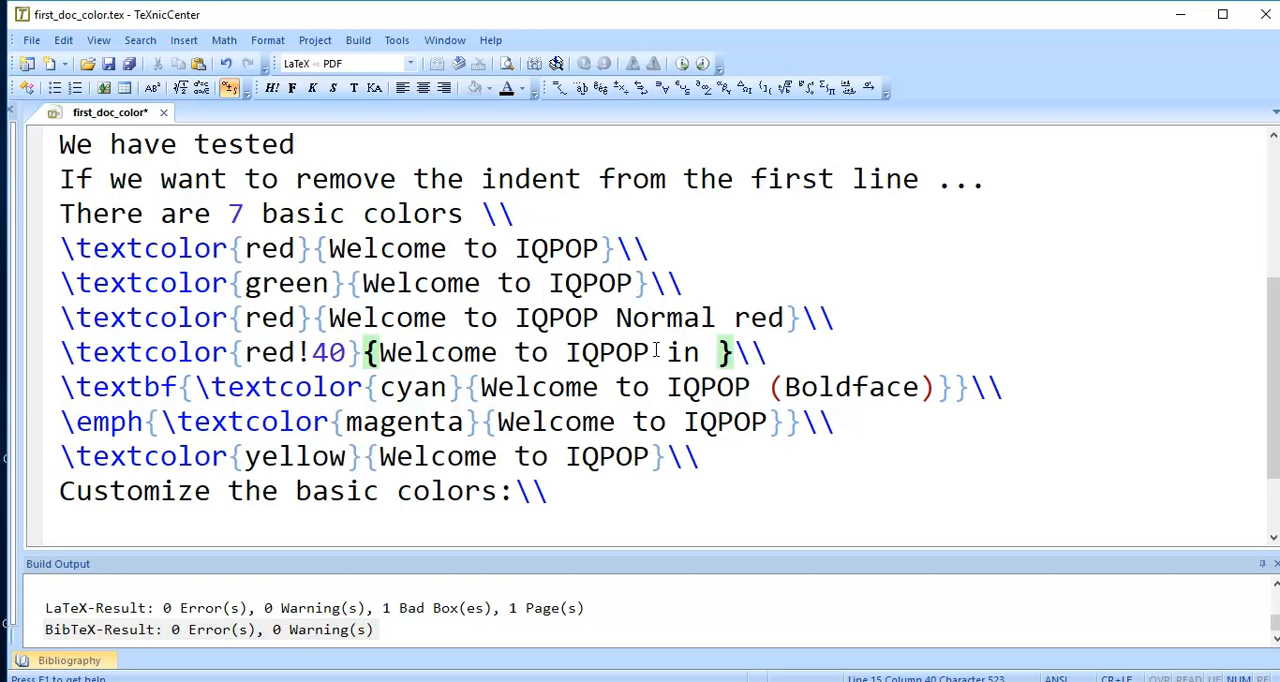 first_doc_color.tex - TeXnicCenter
File Edit View Search Insert Math Format Project Build Tools Window Help
LaTeX ⇨ PDF
H! F K S T KA A
first_doc_color*
We have tested
If we want to remove the indent from the first line ...
There are 7 basic colors \\
\textcolor{red}{Welcome to IQPOP}\\
\textcolor{green}{Welcome to IQPOP}\\
\textcolor{red}{Welcome to IQPOP Normal red}\\
\textcolor{red!40}{Welcome to IQPOP in }\\
\textbf{\textcolor{cyan}{Welcome to IQPOP (Boldface)}}\\
\emph{\textcolor{magenta}{Welcome to IQPOP}}\\
\textcolor{yellow}{Welcome to IQPOP}\\
Customize the basic colors:\\
Build Output
LaTeX-Result: 0 Error(s), 0 Warning(s), 1 Bad Box(es), 1 Page(s)
BibTeX-Result: 0 Error(s), 0 Warning(s)
Bibliography
Press F1 to get help Line 15 Column 40 Character 523 ANSI CR+LF OVR READ NUM